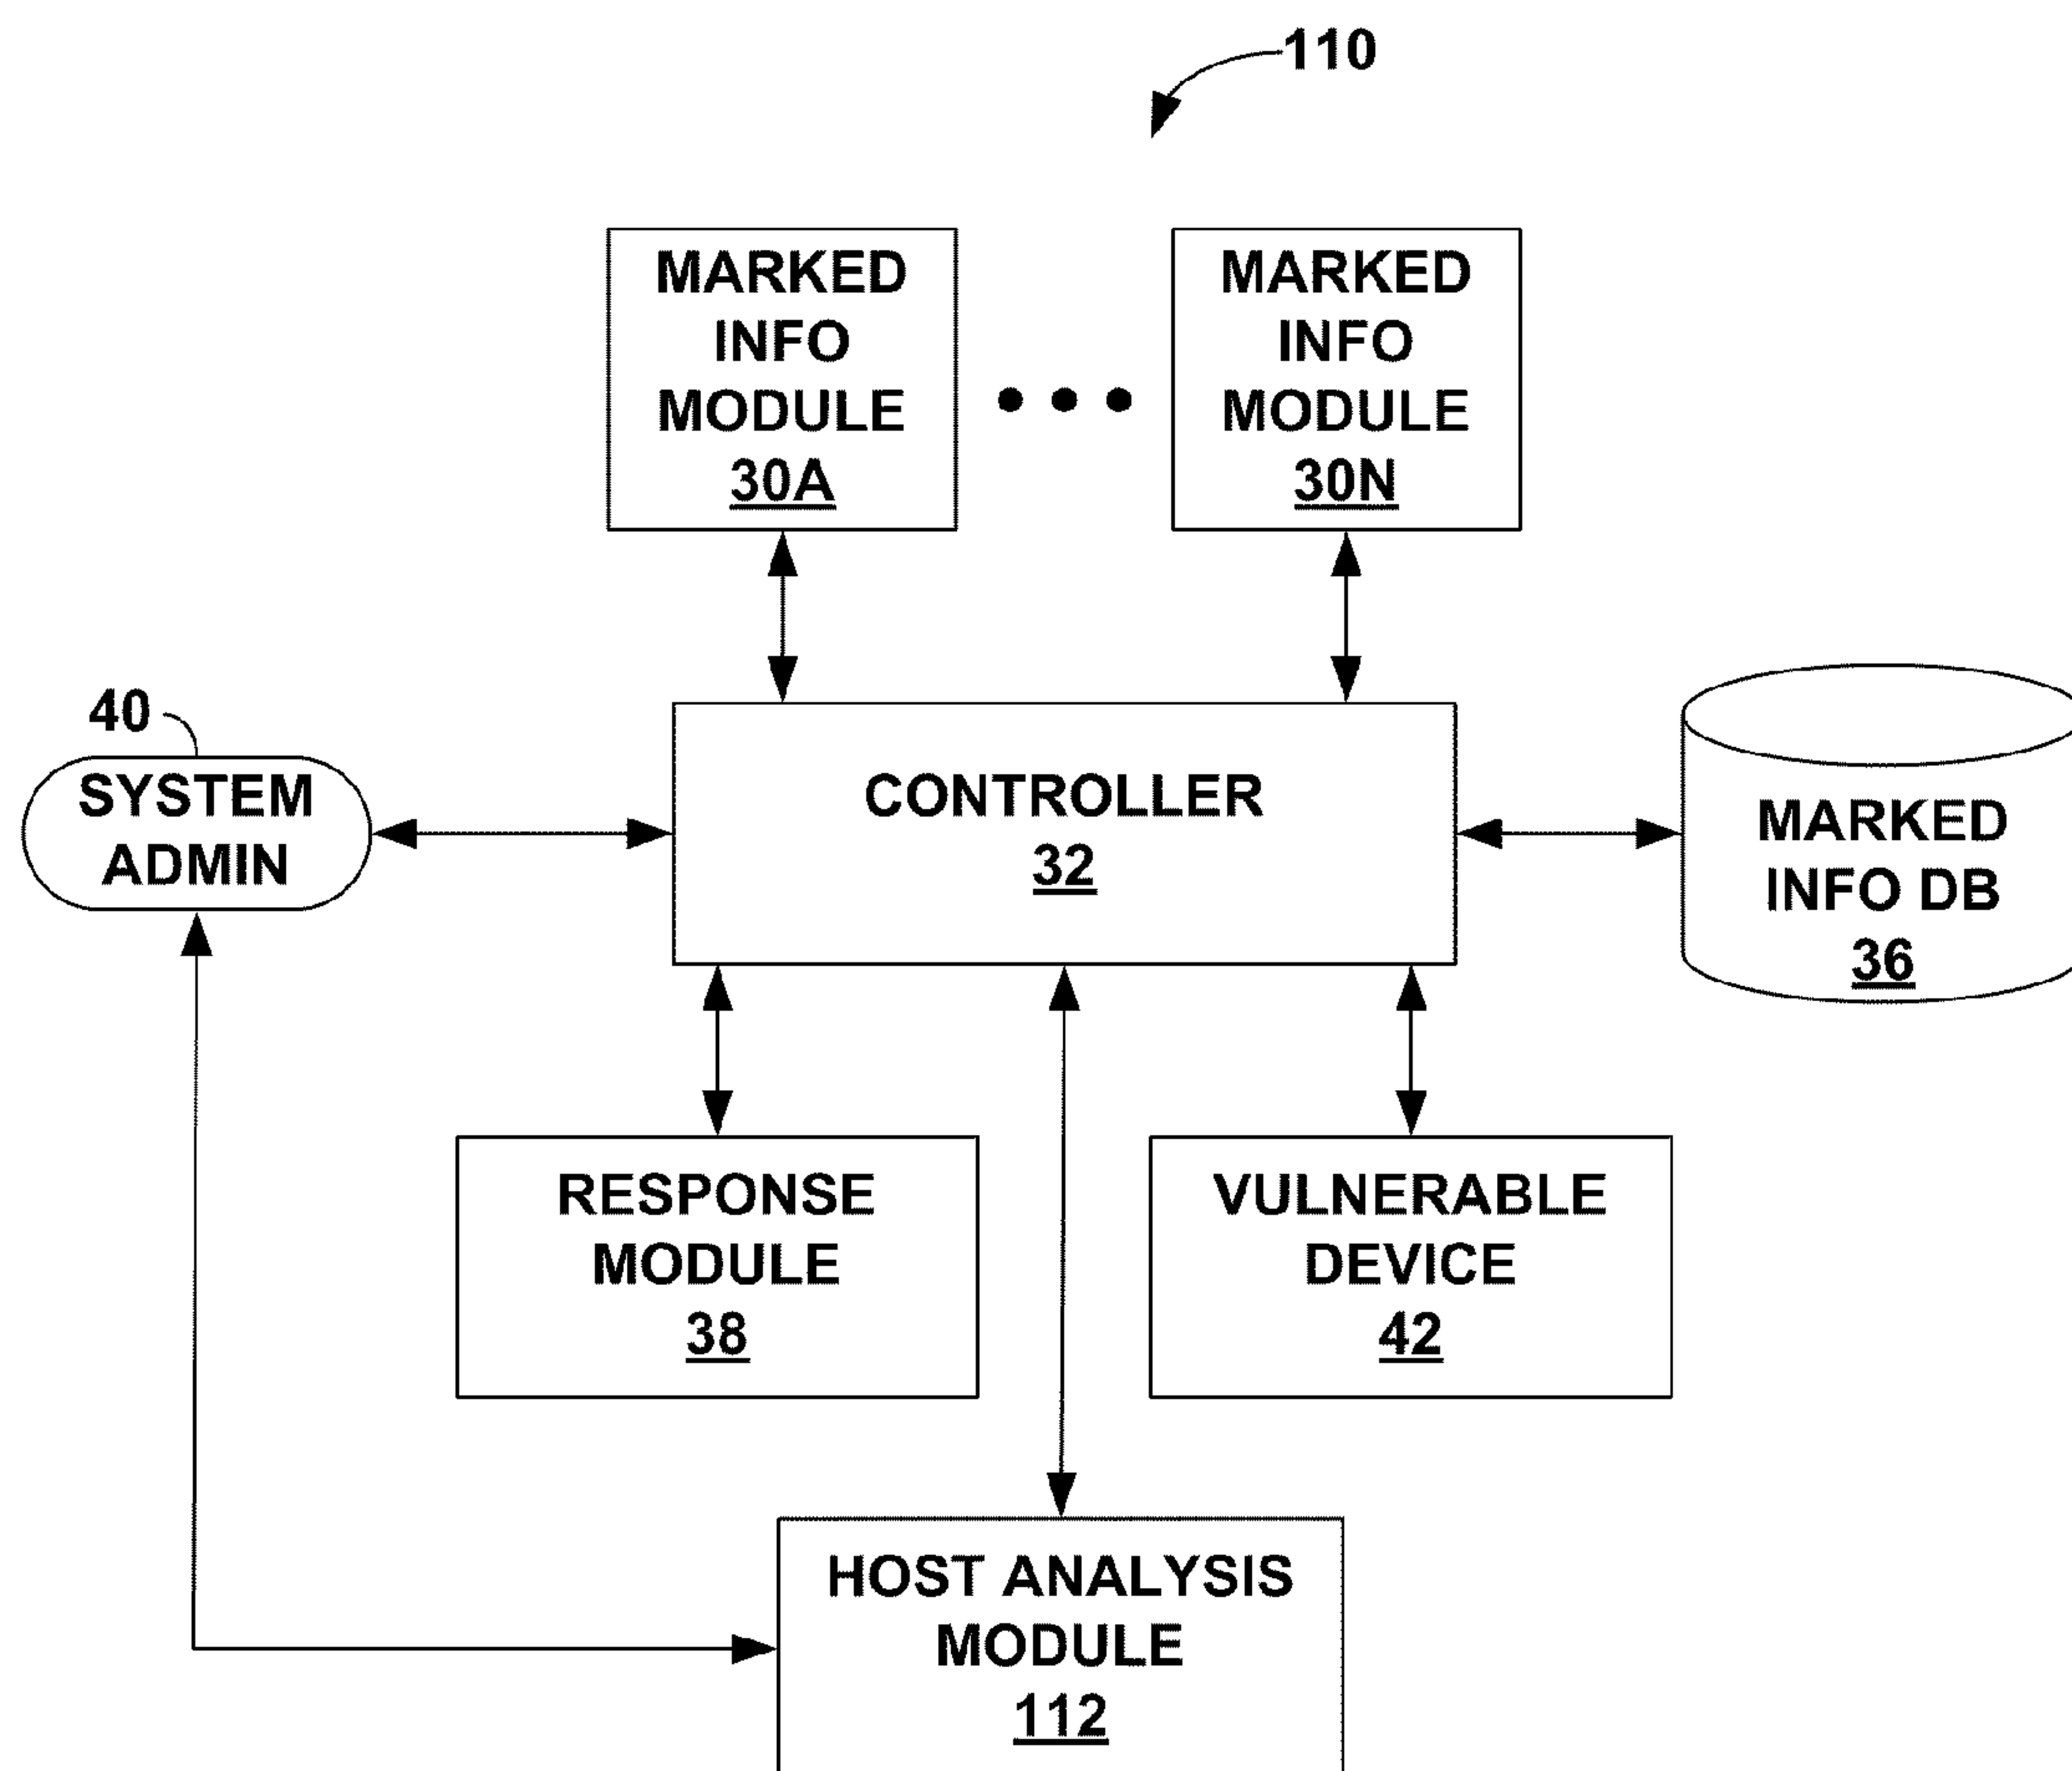 110
MARKED
INFO
MODULE
30A
MARKED
INFO
MODULE
30N
40
SYSTEM
ADMIN
CONTROLLER
32
MARKED
INFO DB
36
RESPONSE
MODULE
38
VULNERABLE
DEVICE
42
HOST ANALYSIS
MODULE
112